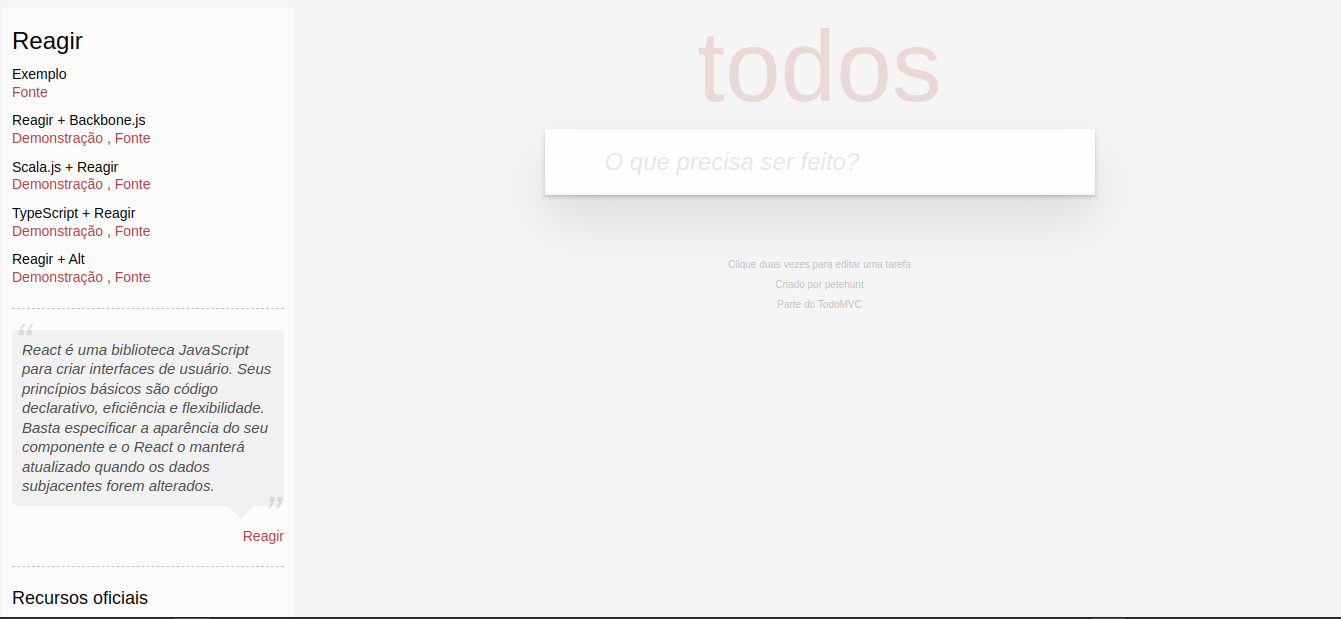 Reagir
Exemplo
Fonte
Reagir + Backbone.js
Demonstração , Fonte
Scala.js + Reagir
Demonstração , Fonte
TypeScript + Reagir
Demonstração , Fonte
Reagir + Alt
Demonstração , Fonte
“
React é uma biblioteca JavaScript
para criar interfaces de usuário. Seus
princípios básicos são código
declarativo, eficiência e flexibilidade.
Basta especificar a aparência do seu
componente e o React o manterá
atualizado quando os dados
subjacentes forem alterados.
”
Reagir
Recursos oficiais
todos
O que precisa ser feito?
Clique duas vezes para editar uma tarefa
Criado por petehunt
Parte do TodoMVC